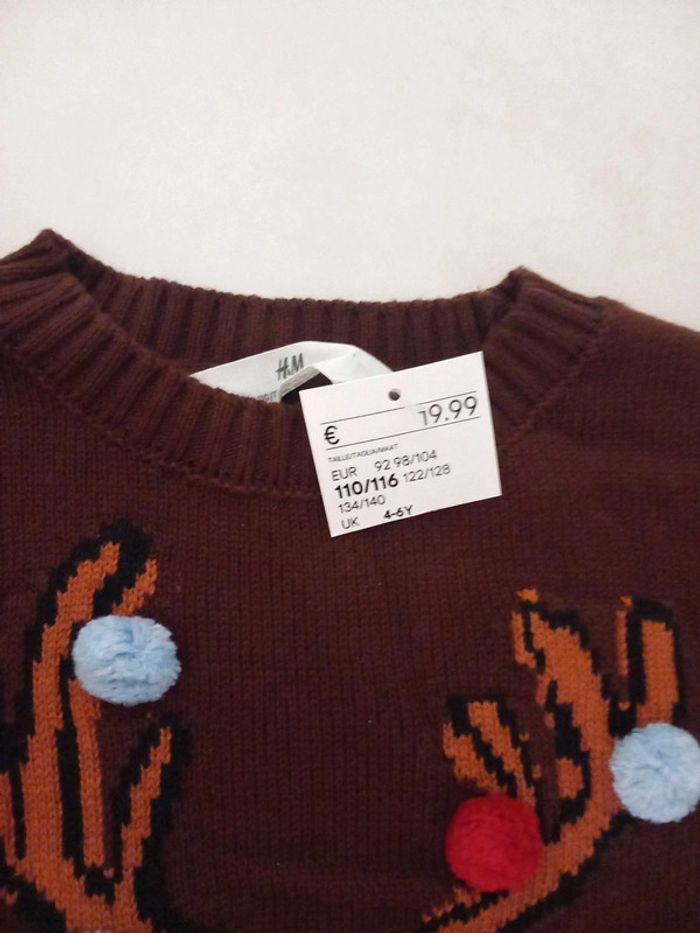 H&M
€ 19.99
TAILLE/TAGLIA/MAAT
EUR 92 98/104
110/116 122/128
134/140
UK 4-6Y